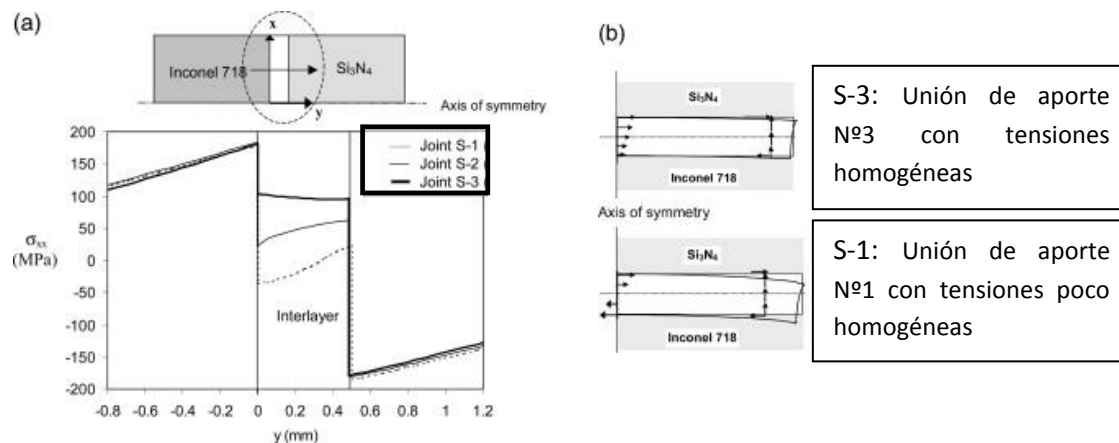 (a)
x
Inconel 718
Si₃N₄
y
Axis of symmetry
200
150
100
50
0
-50
-100
-150
-200
σxx
(MPa)
Joint S-1
Joint S-2
Joint S-3
Interlayer
-0.8
-0.6
-0.4
-0.2
0
0.2
0.4
0.6
0.8
1
1.2
y (mm)
(b)
Si₃N₄
Inconel 718
Axis of symmetry
Si₃N₄
Inconel 718
S-3: Unión de aporte
Nº3 con tensiones
homogéneas
S-1: Unión de aporte
Nº1 con tensiones poco
homogéneas